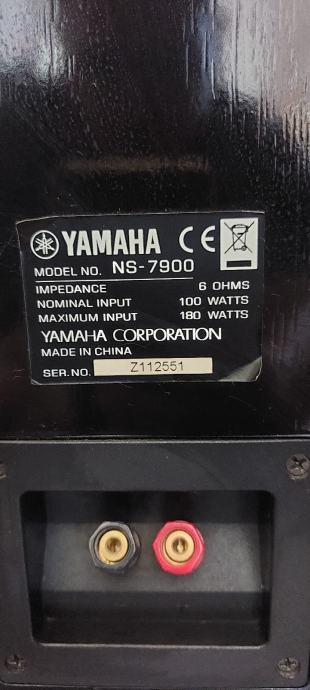 YAMAHA CE
MODEL NO. NS-7900
IMPEDANCE 6 OHMS
NOMINAL INPUT 100 WATTS
MAXIMUM INPUT 180 WATTS
YAMAHA CORPORATION
MADE IN CHINA
SER. NO. Z112551